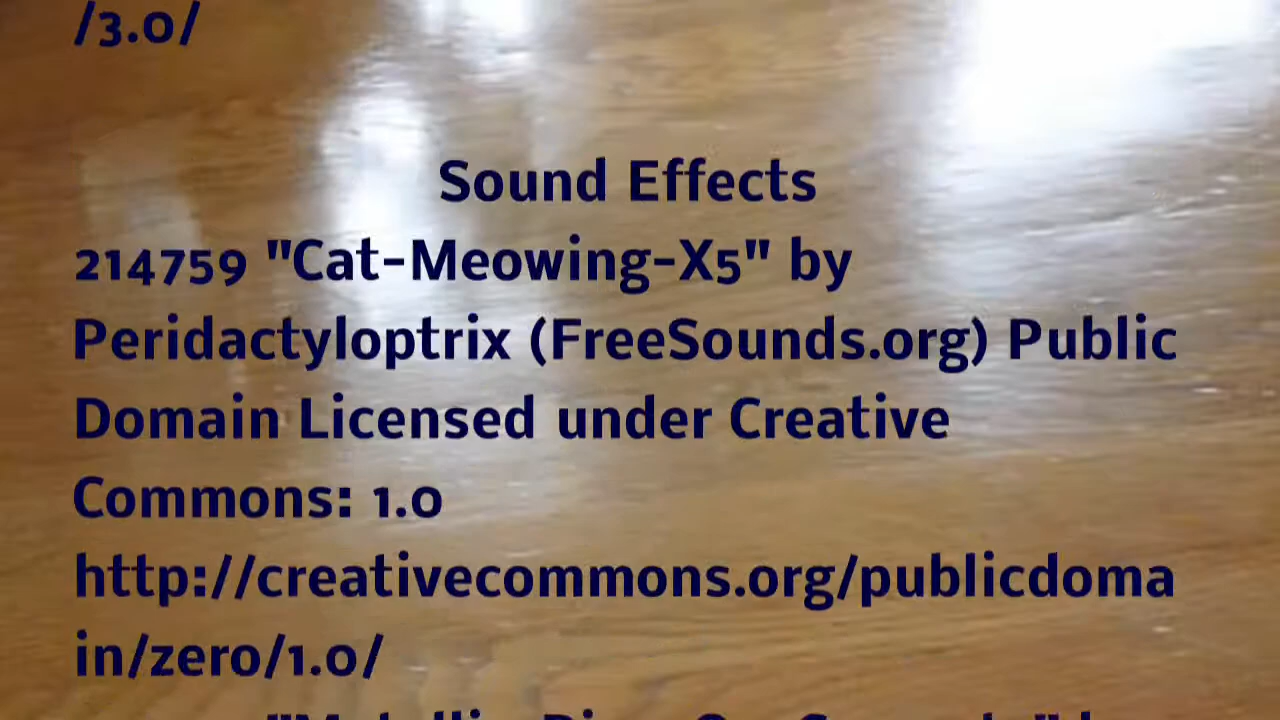 /3.0/
Sound Effects
214759 "Cat-Meowing-X5" by
Peridactyloptrix (FreeSounds.org) Public
Domain Licensed under Creative
Commons: 1.0
http://creativecommons.org/publicdoma
in/zero/1.0/